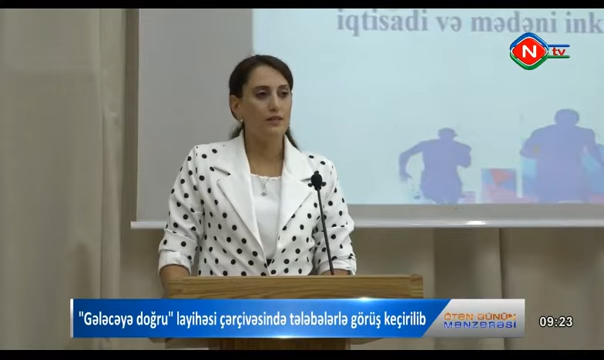 iqtisadi və mədəni ink
N tv
"Gələcəyə doğru" layihəsi çərçivəsində tələbələrlə görüş keçirilib
ÖTƏN GÜNÜN
MƏNZƏRƏSİ
09:23